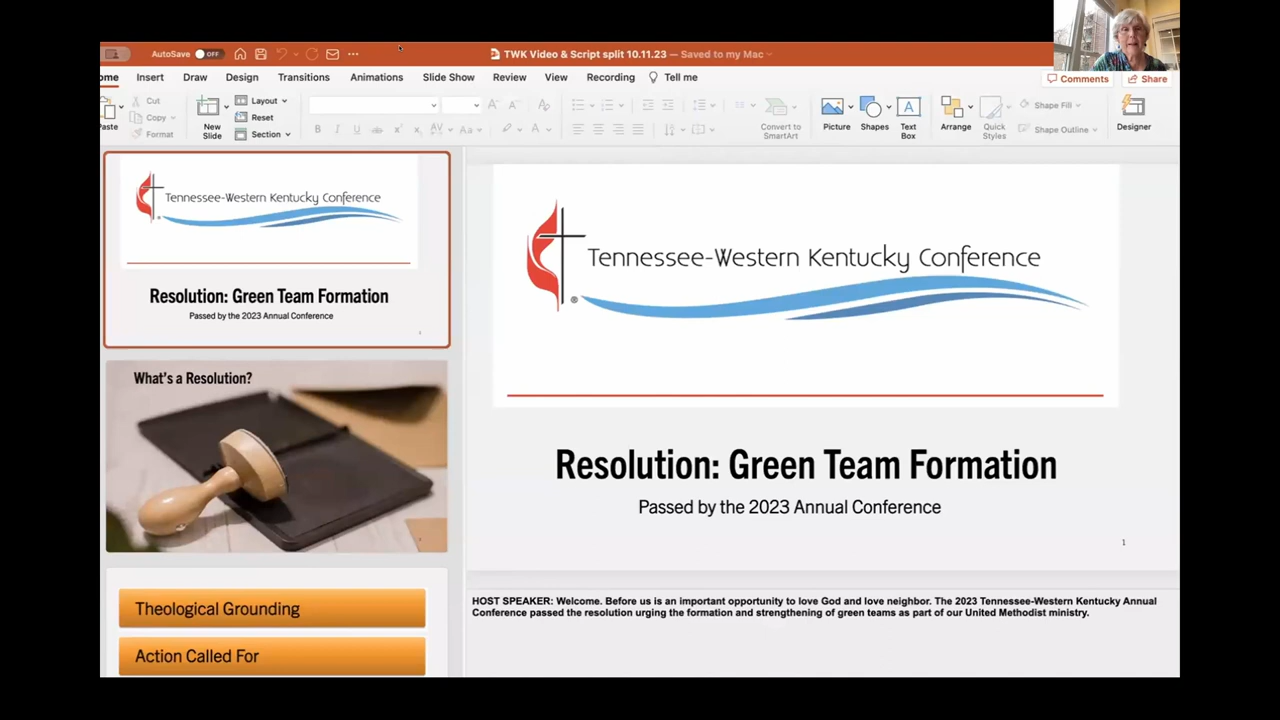 AutoSave OFF
TWK Video & Script split 10.11.23 — Saved to my Mac
ome Insert Draw Design Transitions Animations Slide Show Review View Recording Tell me
Comments Share
Paste
Cut
Copy
Format
New Slide
Layout
Reset
Section
B I U ab x x AV Aa A
Convert to SmartArt
Picture
Shapes
Text Box
Arrange
Quick Styles
Shape Fill
Shape Outline
Designer
Tennessee-Western Kentucky Conference
Resolution: Green Team Formation
Passed by the 2023 Annual Conference
What's a Resolution?
Theological Grounding
Action Called For
Tennessee-Western Kentucky Conference
®
Resolution: Green Team Formation
Passed by the 2023 Annual Conference
1
HOST SPEAKER: Welcome. Before us is an important opportunity to love God and love neighbor. The 2023 Tennessee-Western Kentucky Annual
Conference passed the resolution urging the formation and strengthening of green teams as part of our United Methodist ministry.